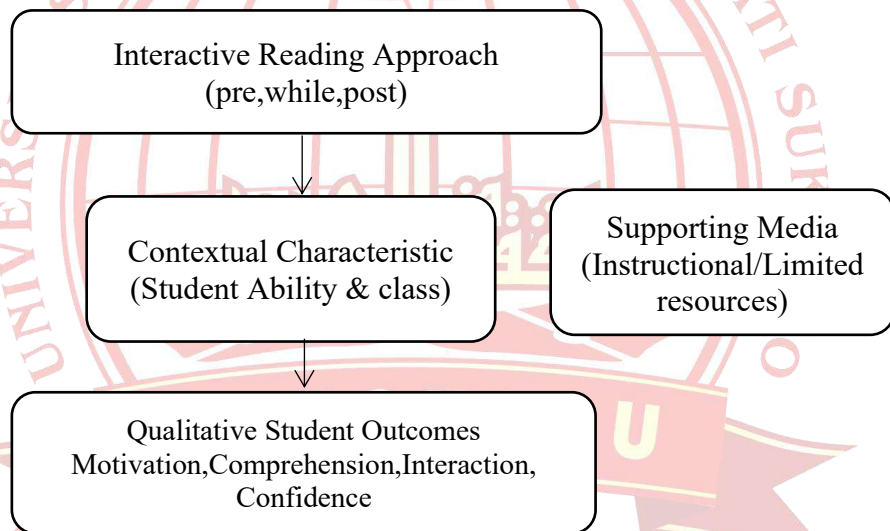 Interactive Reading Approach
(pre,while,post)
Contextual Characteristic
(Student Ability & class)
Supporting Media
(Instructional/Limited
resources)
Qualitative Student Outcomes
Motivation,Comprehension,Interaction,
Confidence